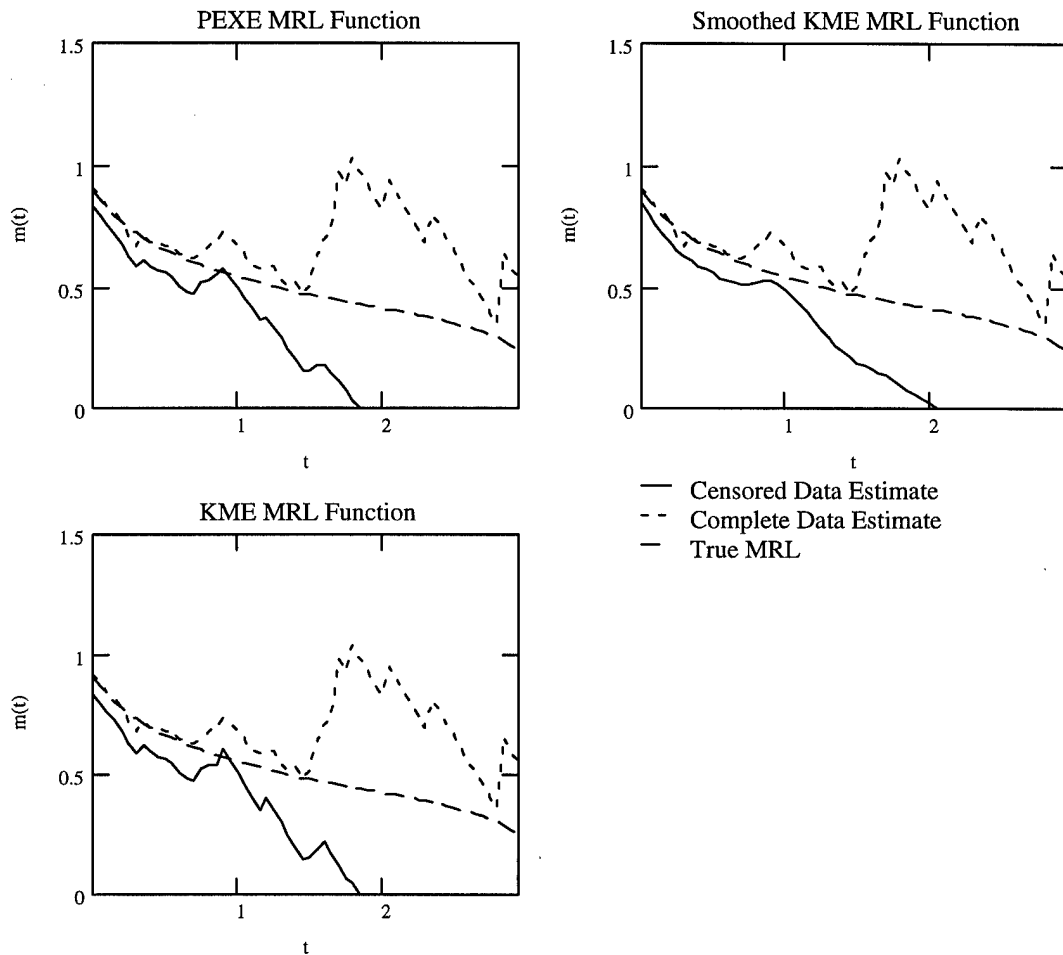 PEXE MRL Function
1.5
1
0.5
0
m(t)
1
2
t
Smoothed KME MRL Function
1.5
1
0.5
0
m(t)
1
2
t
Censored Data Estimate
Complete Data Estimate
True MRL
KME MRL Function
1.5
1
0.5
0
m(t)
1
2
t